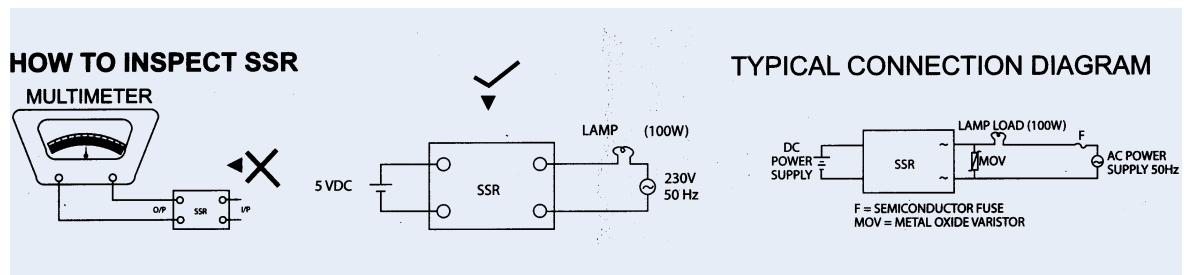 HOW TO INSPECT SSR
MULTIMETER
O/P
SSR
I/P
5 VDC
SSR
LAMP (100W)
230V
50 Hz
TYPICAL CONNECTION DIAGRAM
DC
POWER
SUPPLY
SSR
~
~
LAMP LOAD (100W)
F
MOV
AC POWER
SUPPLY 50Hz
F = SEMICONDUCTOR FUSE
MOV = METAL OXIDE VARISTOR